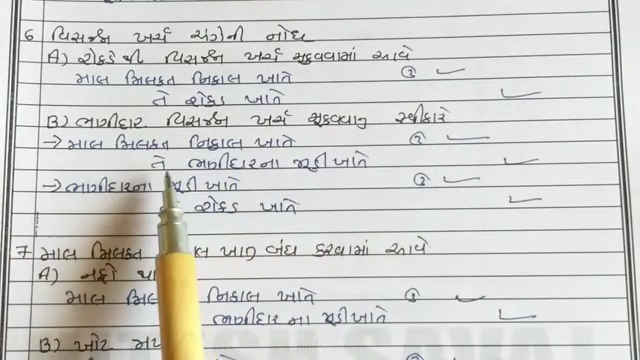 6 વિસર્જન ખર્ચ અંગેની નોંધ
A) રોકડેથી વિસર્જન ખર્ચ ચુકવવામાં આવે
માલ મિલકત નિકાલ ખાતે ઉ
તે રોકડ ખાતે
B) ભાગીદાર વિસર્જન ખર્ચ ચુકવવાનું સ્વીકારે
→ માલ મિલકત નિકાલ ખાતે ઉ
તે ભાગીદારના મૂડી ખાતે
→ ભાગીદારના મૂડી ખાતે ઉ
રોકડ ખાતે
7 માલ મિલકત ખાતુ બંધ કરવામાં આવે
A) નફો
માલ નિકાલ ખાતે ઉ
ભાગીદાર ના મૂડી ખાતે
B) ખોટ